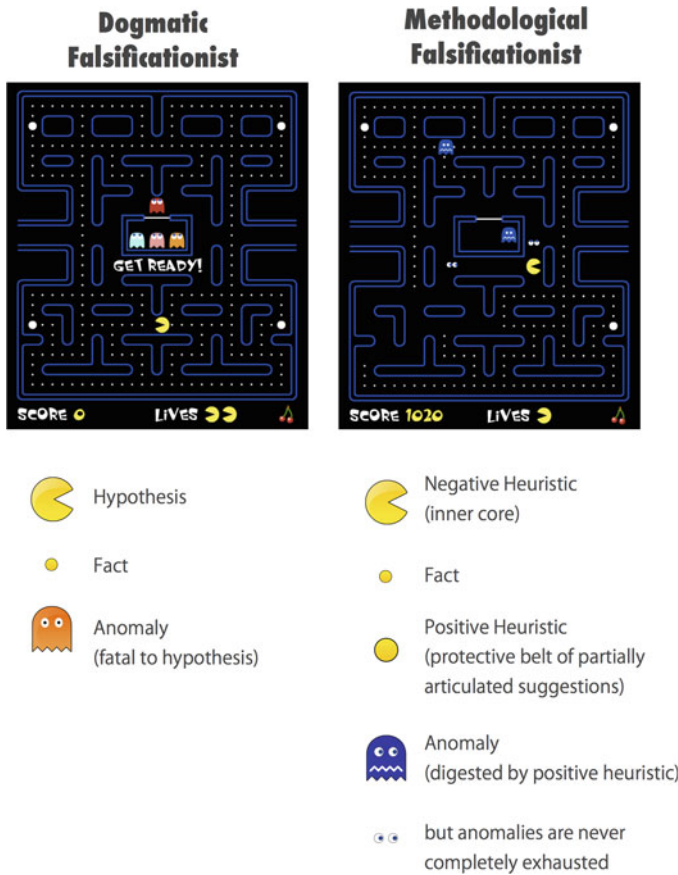 Dogmatic
Falsificationist
GET READY!
SCORE 0
LIVES
Hypothesis
Fact
Anomaly
(fatal to hypothesis)
Methodological
Falsificationist
SCORE 1020
LIVES
Negative Heuristic
(inner core)
Fact
Positive Heuristic
(protective belt of partially
articulated suggestions)
Anomaly
(digested by positive heuristic)
but anomalies are never
completely exhausted